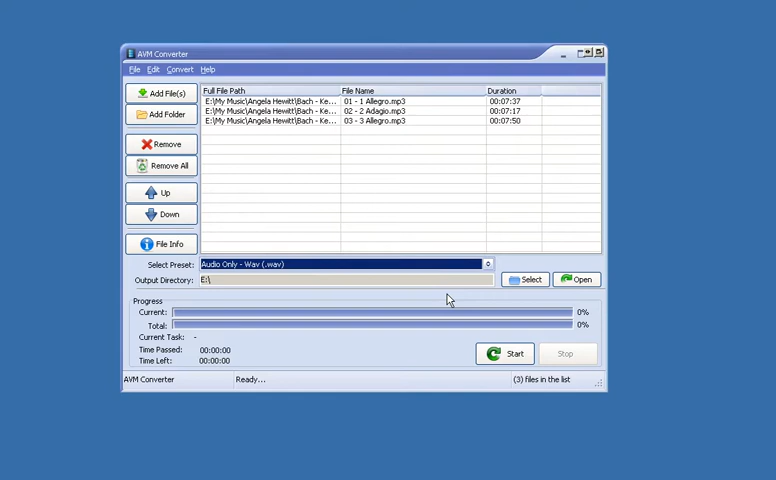 AVM Converter
File Edit Convert Help
Add File(s)
Add Folder
Remove
Remove All
Up
Down
File Info
Full File Path File Name Duration
E:\My Music\Angela Hewitt\Bach - Ke... 01 - 1 Allegro.mp3 00:07:37
E:\My Music\Angela Hewitt\Bach - Ke... 02 - 2 Adagio.mp3 00:07:17
E:\My Music\Angela Hewitt\Bach - Ke... 03 - 3 Allegro.mp3 00:07:50
Select Preset: Audio Only - Wav (.wav)
Output Directory: E:\ Select Open
Progress
Current: 0%
Total: 0%
Current Task: -
Time Passed: 00:00:00
Time Left: 00:00:00
Start Stop
AVM Converter Ready... (3) files in the list